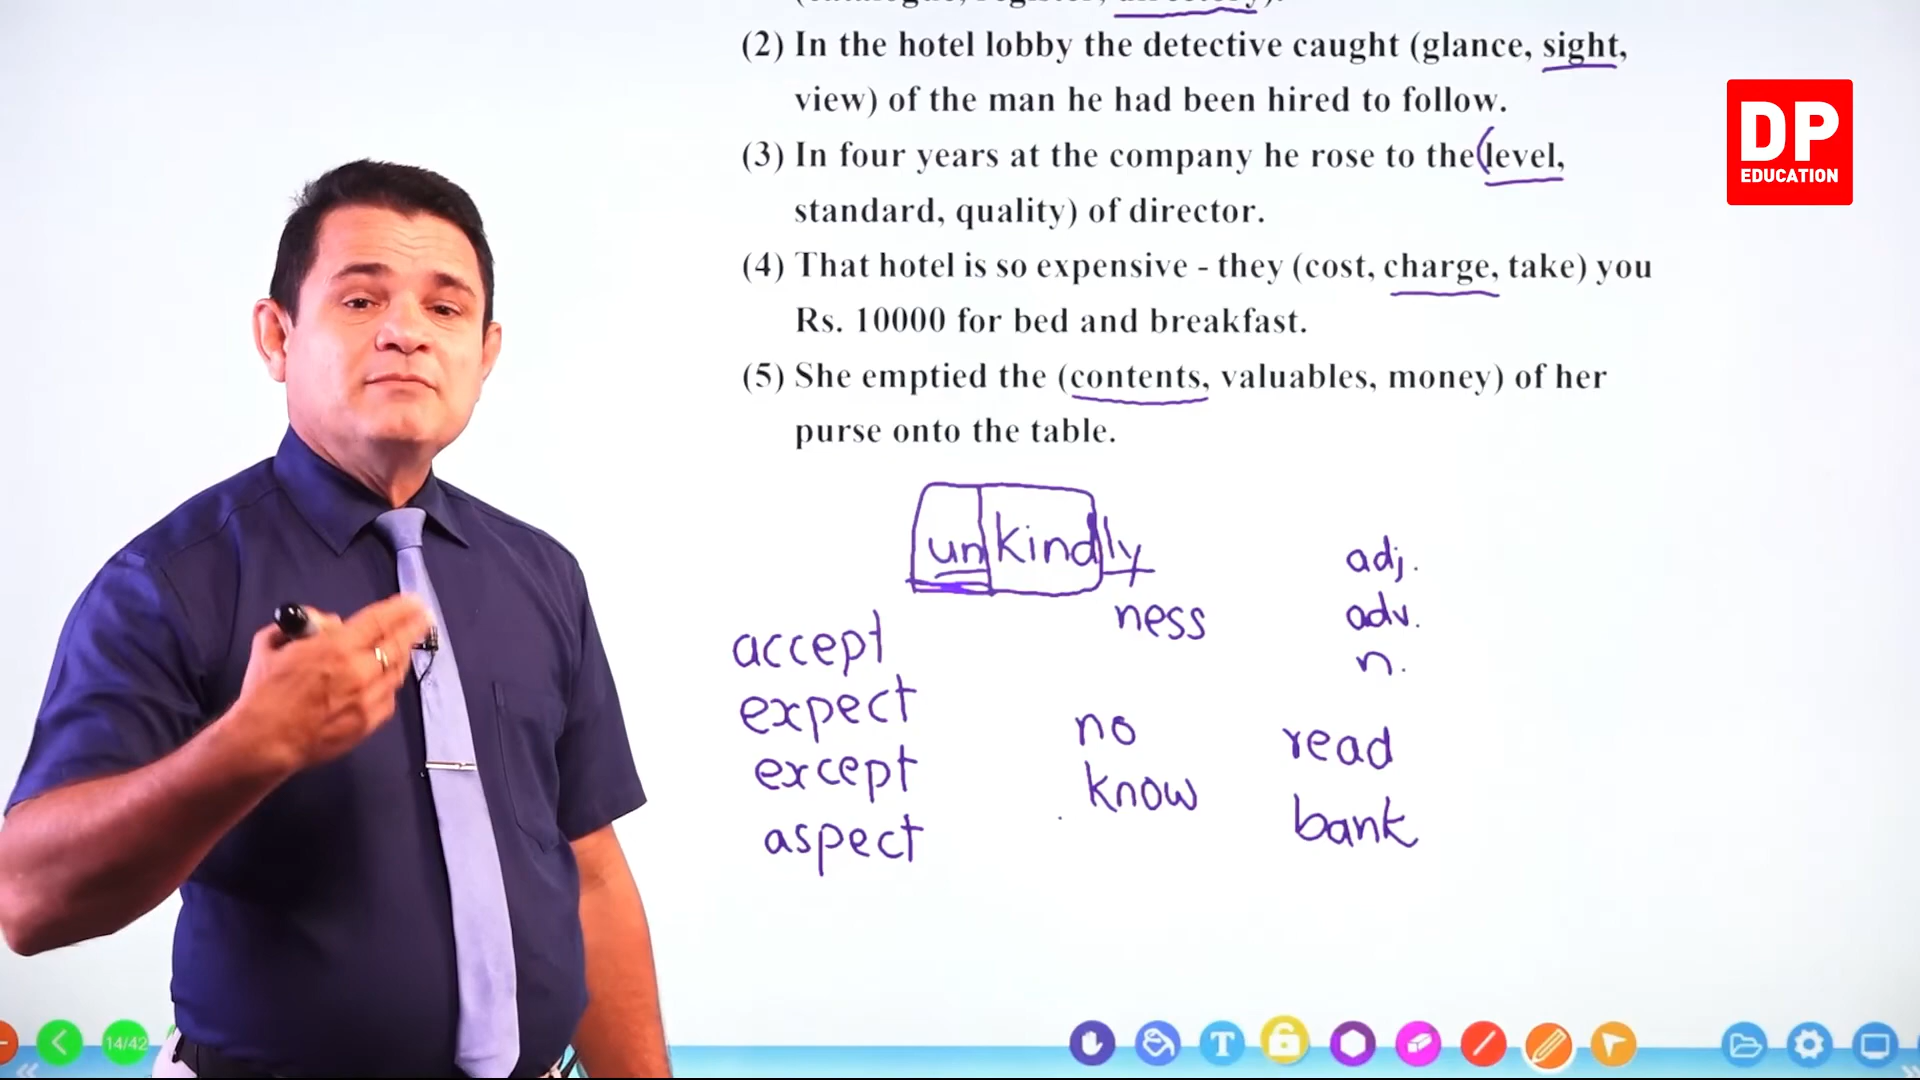 directory).
(2) In the hotel lobby the detective caught (glance, sight,
view) of the man he had been hired to follow.
(3) In four years at the company he rose to the (level,
standard, quality) of director.
(4) That hotel is so expensive - they (cost, charge, take) you
Rs. 10000 for bed and breakfast.
(5) She emptied the (contents, valuables, money) of her
purse onto the table.
DP
EDUCATION
unkindly
ness
adj.
adv.
n.
accept
expect
except
aspect
no
know
read
bank
14/42
T